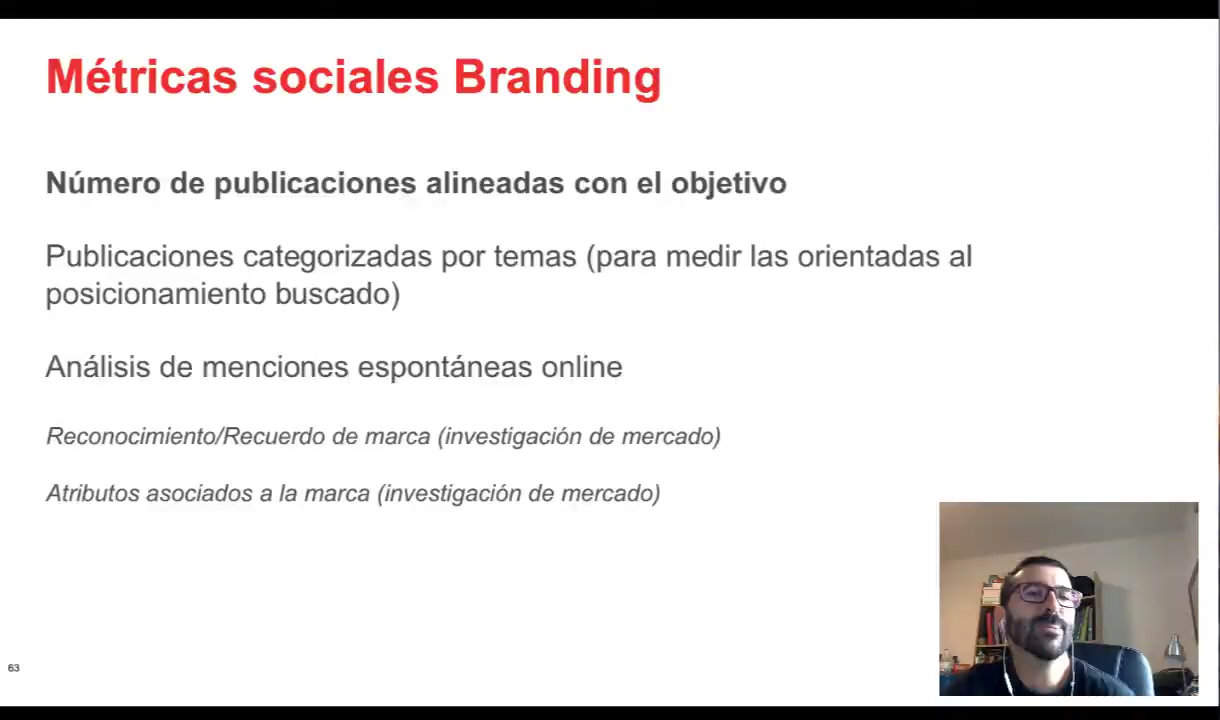 Métricas sociales Branding
Número de publicaciones alineadas con el objetivo
Publicaciones categorizadas por temas (para medir las orientadas al
posicionamiento buscado)
Análisis de menciones espontáneas online
Reconocimiento/Recuerdo de marca (investigación de mercado)
Atributos asociados a la marca (investigación de mercado)
63